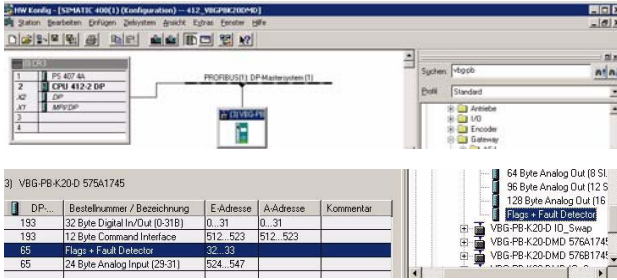 HW Konfig - [SIMATIC 400(1) (Konfiguration) -- 412_VBGPBK20DMD]
Station Bearbeiten Einfügen Zielsystem Ansicht Extras Fenster Hilfe
(0) CR3
1 PS 407 4A
2 CPU 412-2 DP
X2 DP
X1 MPI/DP
3
4
PROFIBUS(1): DP-Mastersystem (1)
(3) VBG-PB
Suchen: vbgpb
Profil Standard
Antriebe
I/O
Encoder
Gateway
3) VBG-PB-K20-D 575A1745
DP-... Bestellnummer / Bezeichnung E-Adresse A-Adresse Kommentar
193 32 Byte Digital In/Out (0-31B) 0...31 0...31
193 12 Byte Command Interface 512...523 512...523
65 Flags + Fault Detector 32...33
65 24 Byte Analog Input (29-31) 524...547
64 Byte Analog Out (8 Sl.
96 Byte Analog Out (12 S
128 Byte Analog Out (16
Flags + Fault Detector
VBG-PB-K20-D IO_Swap
VBG-PB-K20-DMD 576A1745
VBG-PB-K20-DMD 576B1745